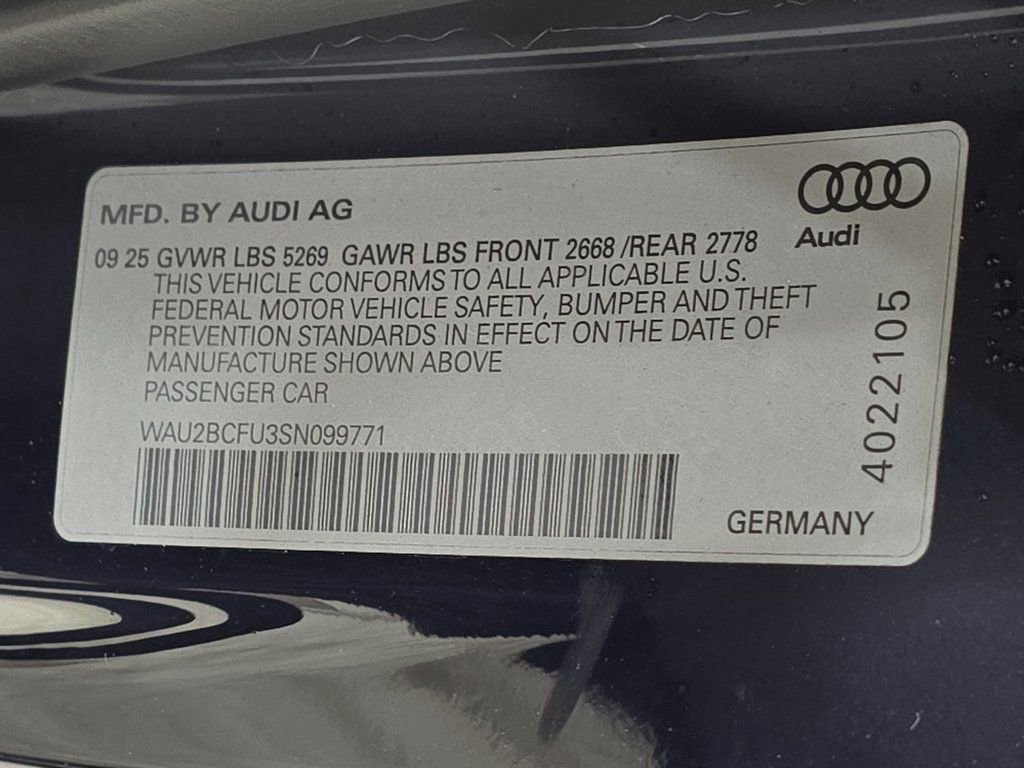 MFD. BY AUDI AG
Audi
09 25 GVWR LBS 5269 GAWR LBS FRONT 2668 /REAR 2778
THIS VEHICLE CONFORMS TO ALL APPLICABLE U.S.
FEDERAL MOTOR VEHICLE SAFETY, BUMPER AND THEFT
PREVENTION STANDARDS IN EFFECT ON THE DATE OF
MANUFACTURE SHOWN ABOVE
PASSENGER CAR
WAU2BCFU3SN099771
4022105
GERMANY